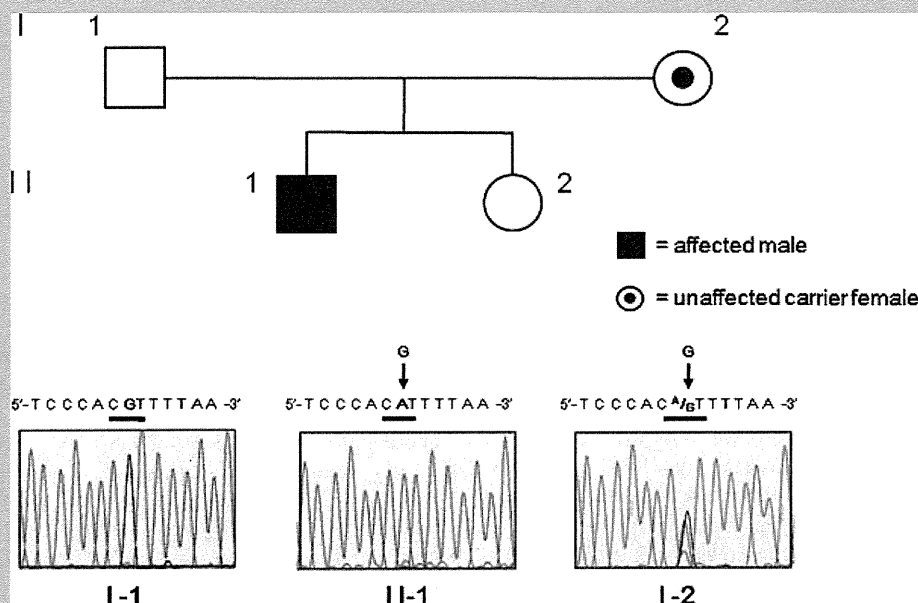 I 1 2
II 1 2
= affected male
= unaffected carrier female
G G
5'-T C C C A C G T T T T A A -3' 5'-T C C C A C A T T T T A A -3' 5'-T C C C A C A/G T T T T A A -3'
I-1 II-1 I-2